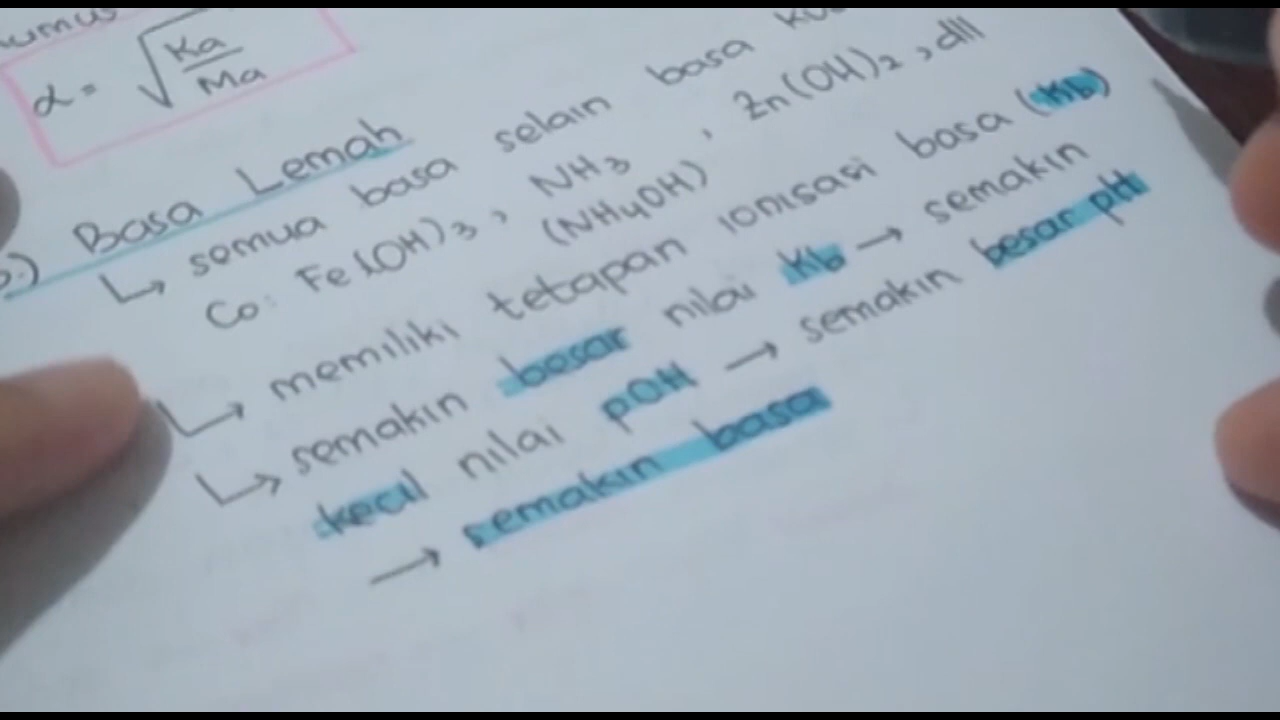 α = √Ka/Ma
Basa Lemah
↳ semua basa selain basa
Co: Fe(OH)3, NH3, Zn(OH)2, dll
(NH4OH)
↳ memiliki tetapan ionisasi basa (Kb)
↳ semakin besar nilai Kb → semakin
kecil nilai pOH → semakin besar pH
→ semakin basa